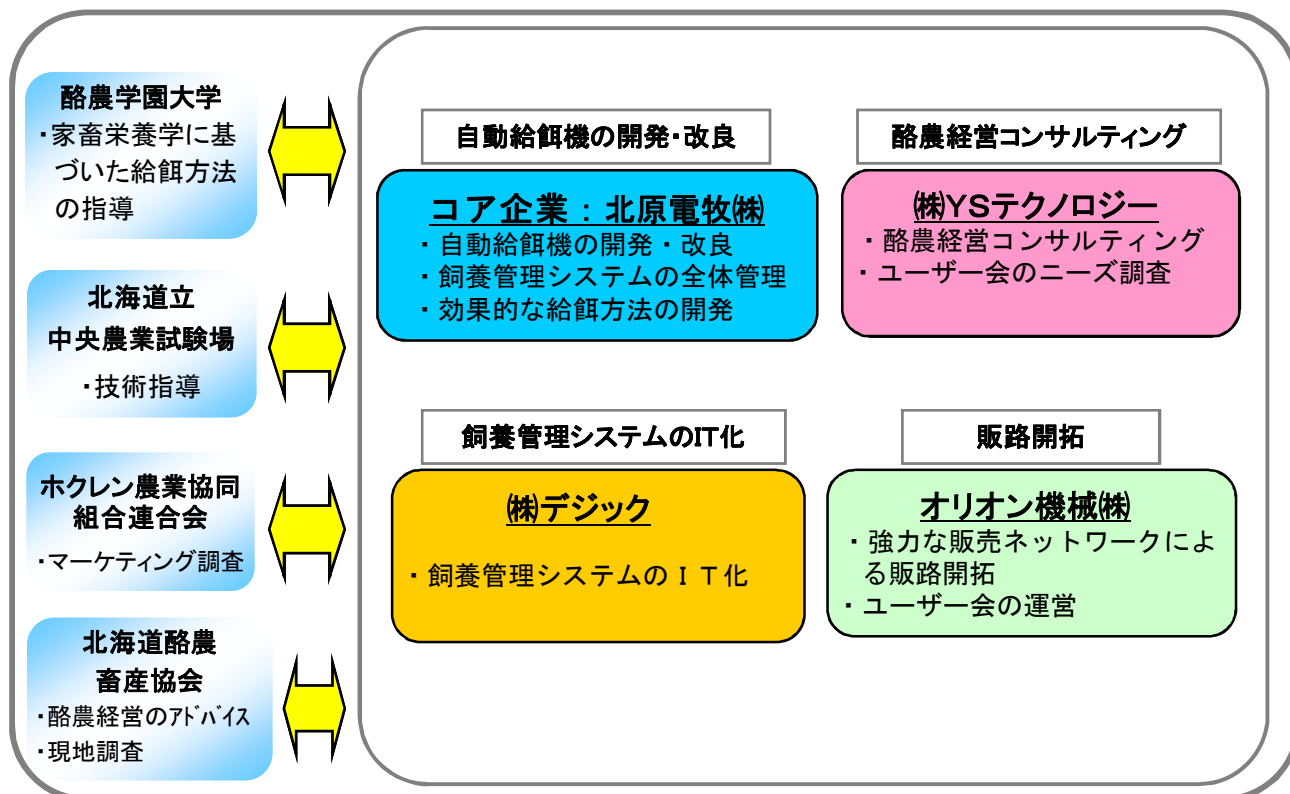 酪農学園大学
・家畜栄養学に基
づいた給餌方法
の指導
北海道立
中央農業試験場
・技術指導
ホクレン農業協同
組合連合会
・マーケティング調査
北海道酪農
畜産協会
・酪農経営のｱﾄﾞﾊﾞｲｽ
・現地調査
自動給餌機の開発・改良
コア企業：北原電牧㈱
・自動給餌機の開発・改良
・飼養管理システムの全体管理
・効果的な給餌方法の開発
酪農経営コンサルティング
㈱YSテクノロジー
・酪農経営コンサルティング
・ユーザー会のニーズ調査
飼養管理システムのIT化
㈱デジック
・飼養管理システムのＩＴ化
販路開拓
オリオン機械㈱
・強力な販売ネットワークによ
る販路開拓
・ユーザー会の運営